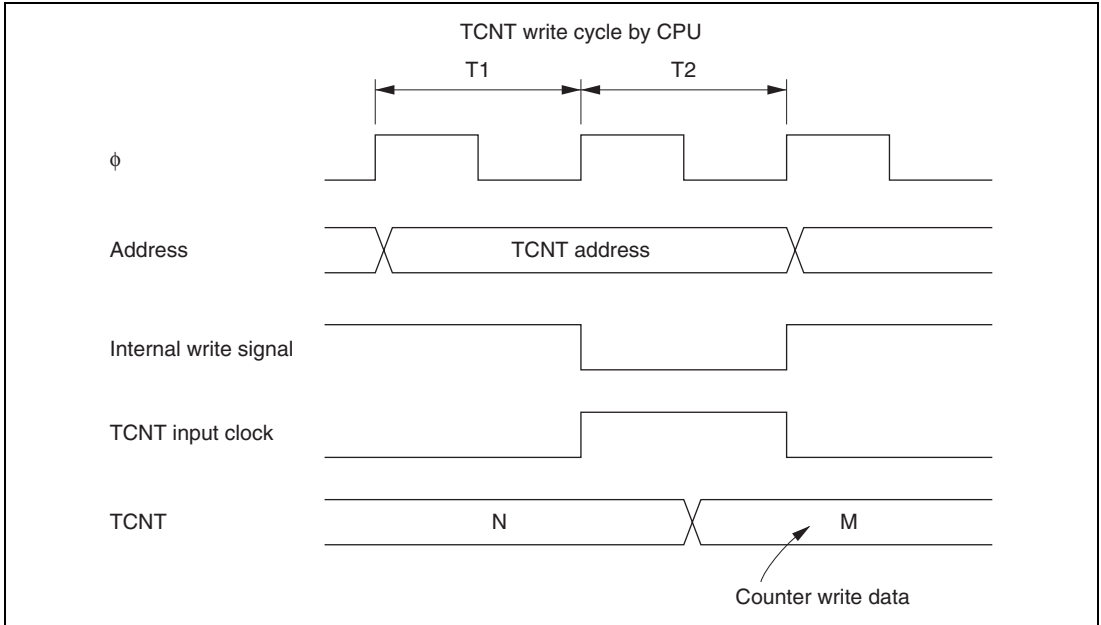 TCNT write cycle by CPU
T1 T2
ϕ
Address TCNT address
Internal write signal
TCNT input clock
TCNT N M
Counter write data